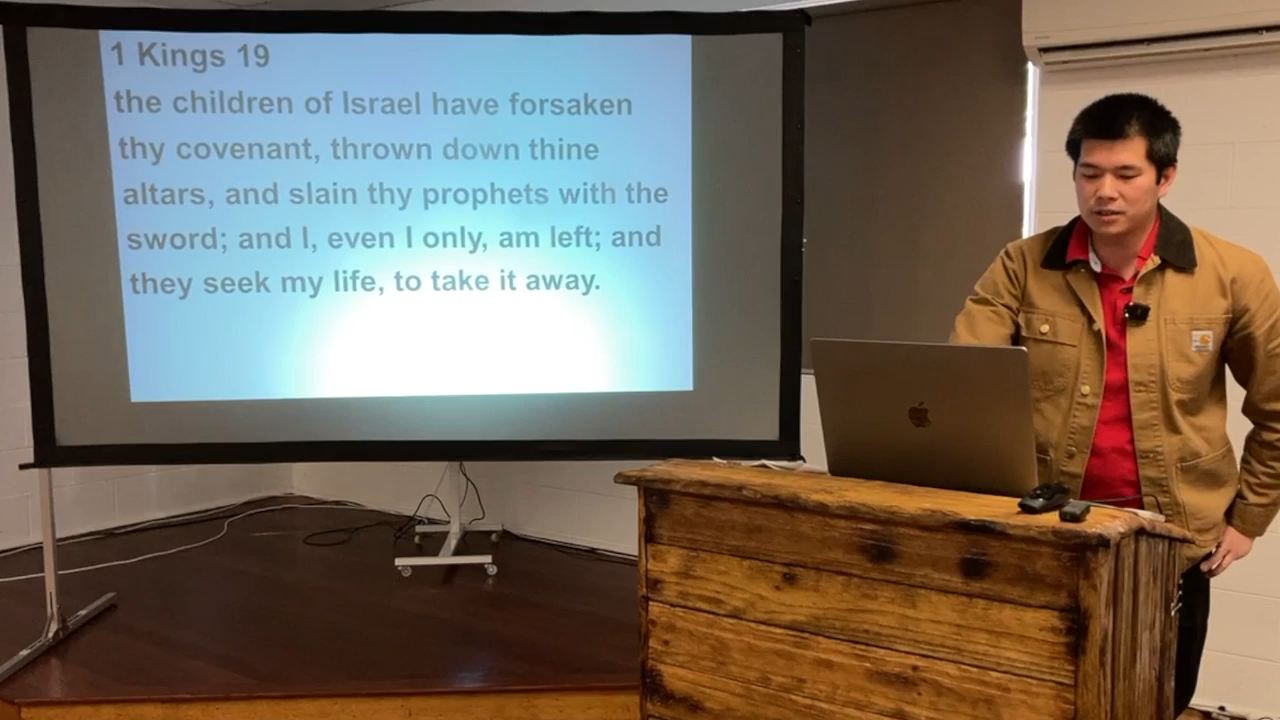 1 Kings 19
the children of Israel have forsaken
thy covenant, thrown down thine
altars, and slain thy prophets with the
sword; and I, even I only, am left; and
they seek my life, to take it away.